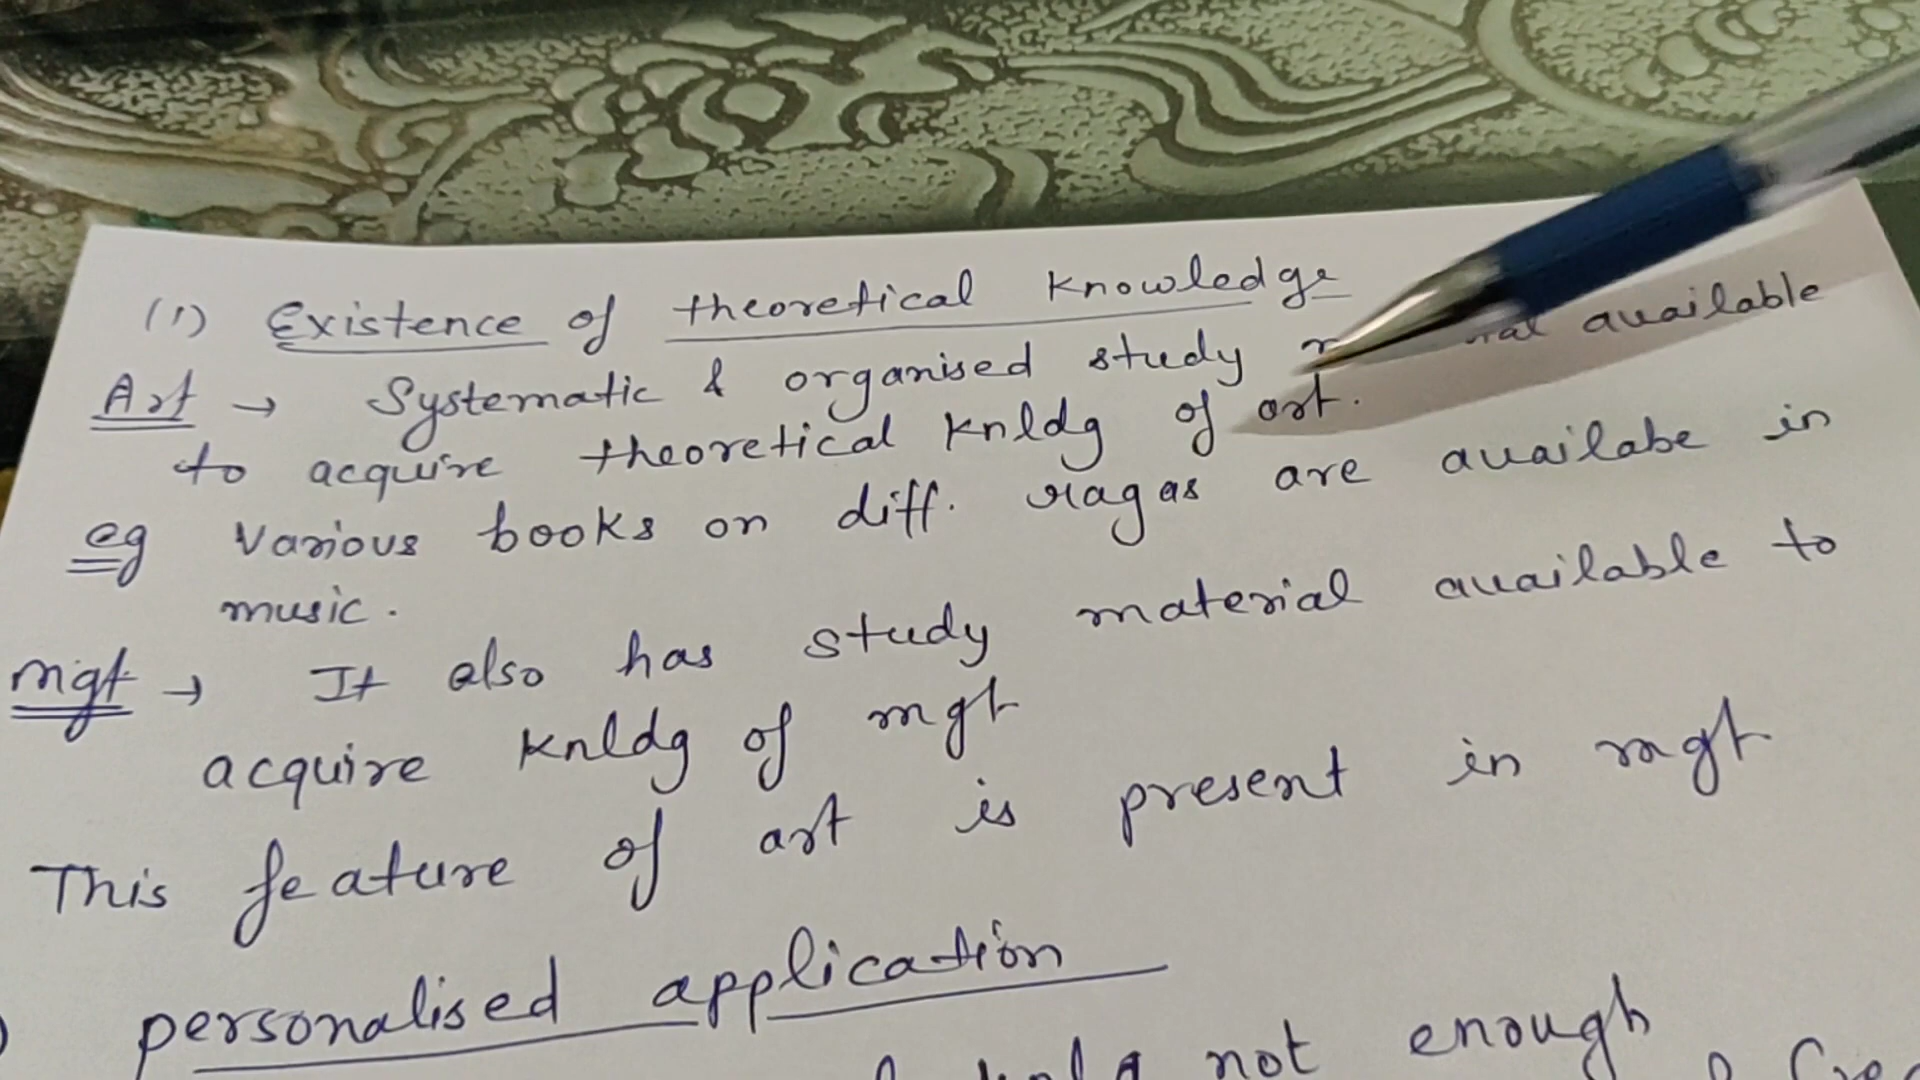 (1) Existence of theoretical knowledge
Art → Systematic & organised study available
to acquire theoretical knldg of art.
eg Various books on diff. ragas are availabe in
music.
mgt → It also has study material available to
acquire knldg of mgt
This feature of art is present in mgt
) personalised application
not enough